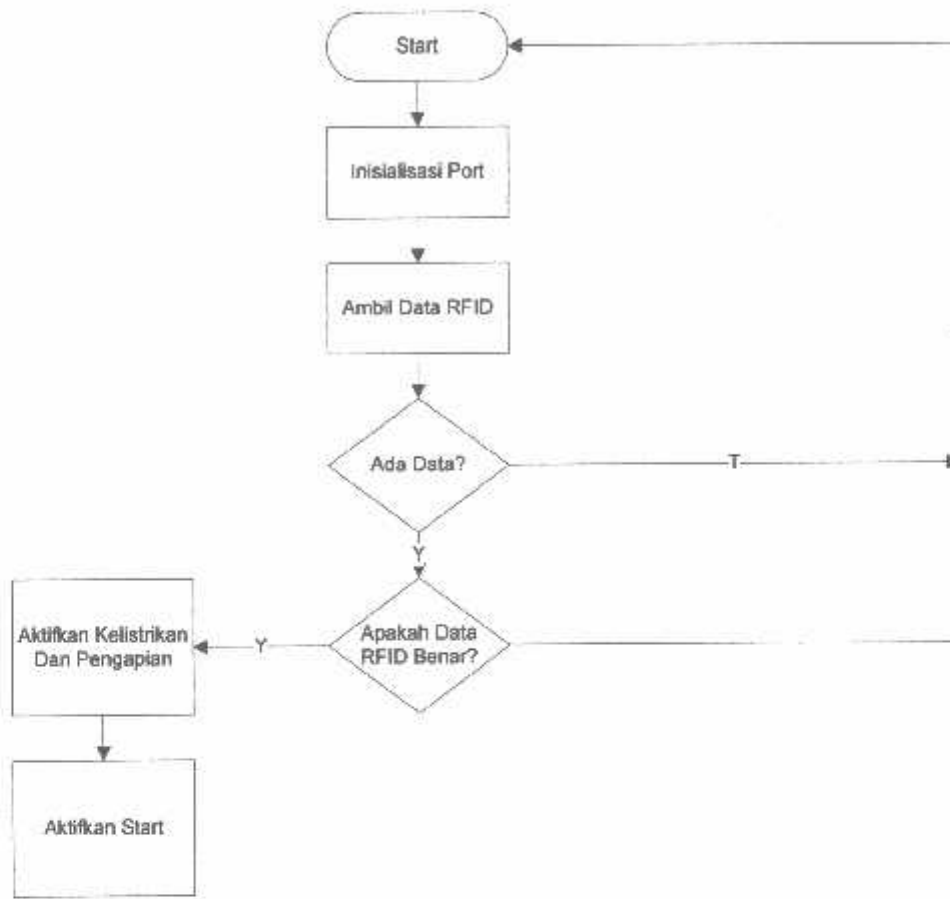 Start
Inisialisasi Port
Ambil Data RFID
Ada Data?
T
Y
Apakah Data
RFID Benar?
Y
Aktifkan Kelistrikan
Dan Pengapian
Aktifkan Start